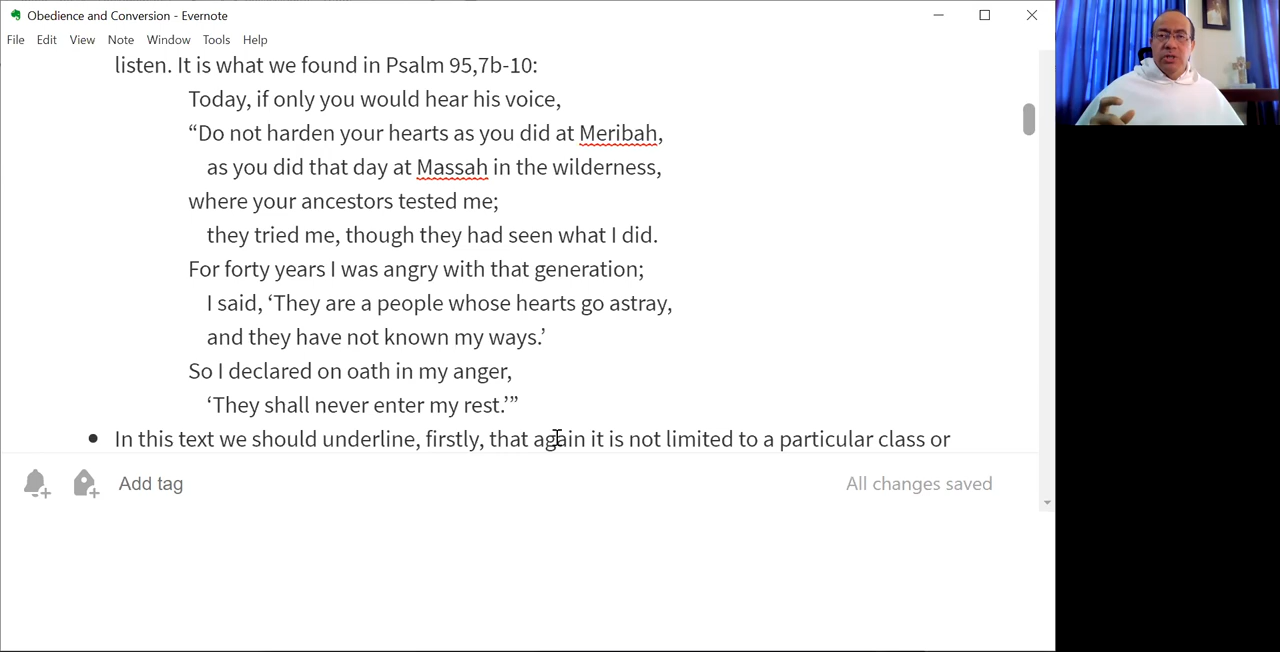 Obedience and Conversion - Evernote
File Edit View Note Window Tools Help
listen. It is what we found in Psalm 95,7b-10:
Today, if only you would hear his voice,
“Do not harden your hearts as you did at Meribah,
as you did that day at Massah in the wilderness,
where your ancestors tested me;
they tried me, though they had seen what I did.
For forty years I was angry with that generation;
I said, ‘They are a people whose hearts go astray,
and they have not known my ways.’
So I declared on oath in my anger,
‘They shall never enter my rest.’”
• In this text we should underline, firstly, that again it is not limited to a particular class or
Add tag
All changes saved